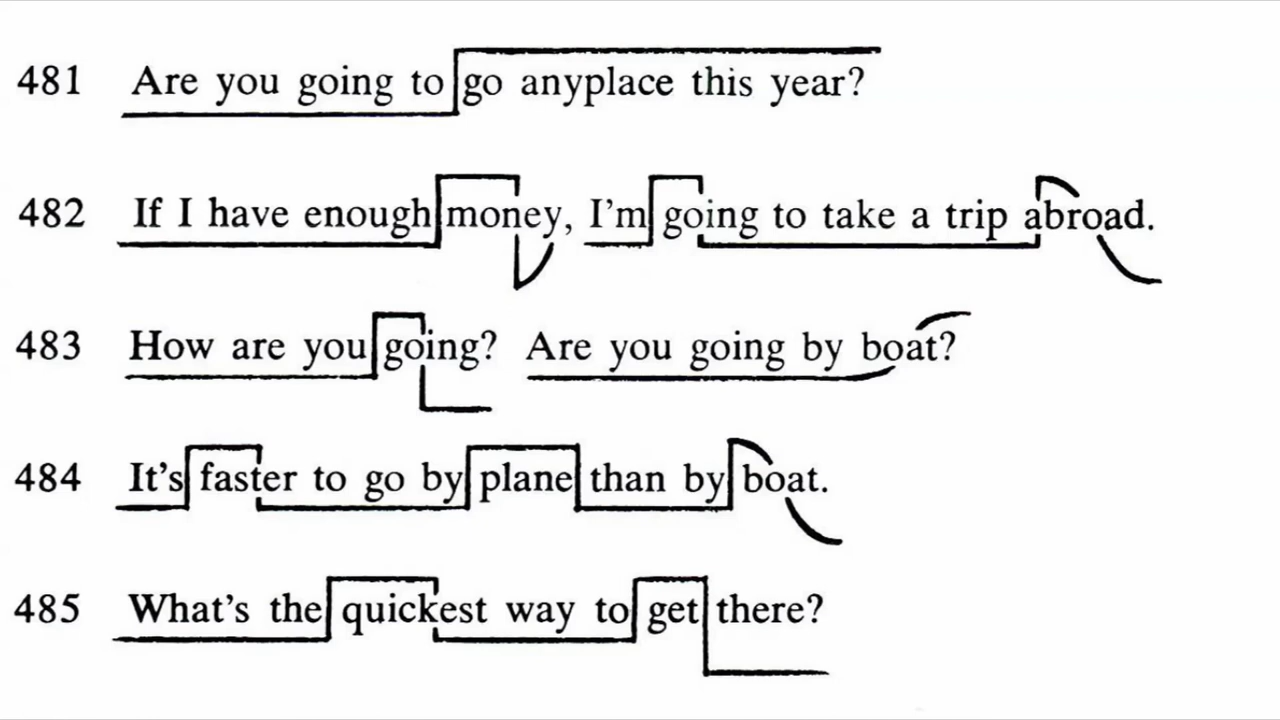 481 Are you going to go anyplace this year?
482 If I have enough money, I'm going to take a trip abroad.
483 How are you going? Are you going by boat?
484 It's faster to go by plane than by boat.
485 What's the quickest way to get there?